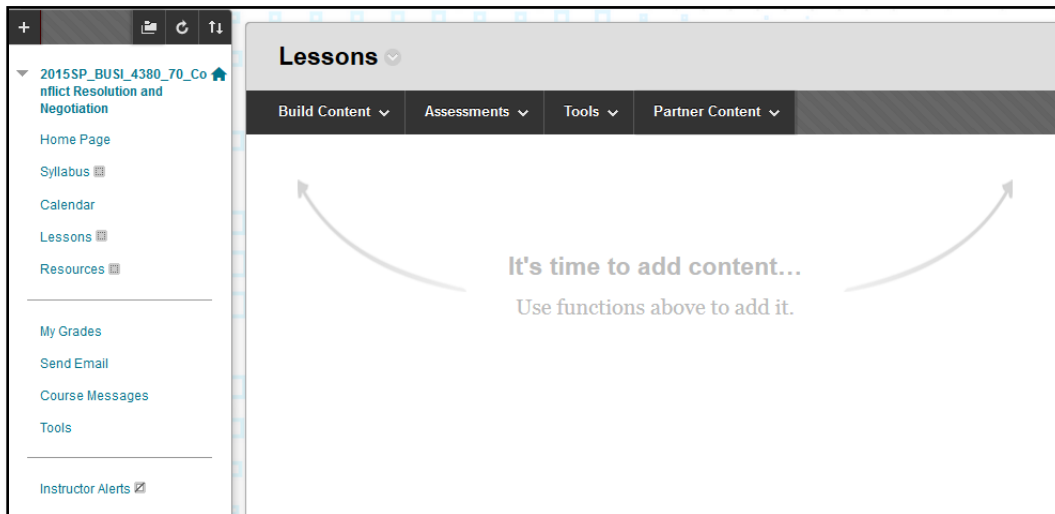 2015SP_BUSI_4380_70_Co
nflict Resolution and
Negotiation
Home Page
Syllabus
Calendar
Lessons
Resources
My Grades
Send Email
Course Messages
Tools
Instructor Alerts
Lessons
Build Content
Assessments
Tools
Partner Content
It's time to add content...
Use functions above to add it.